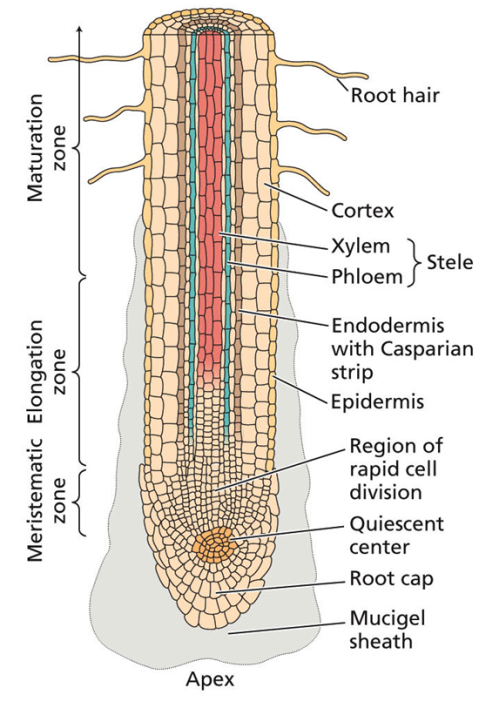 Maturation
zone
Elongation
zone
Meristematic
zone
Root hair
Cortex
Xylem
Phloem
Stele
Endodermis
with Casparian
strip
Epidermis
Region of
rapid cell
division
Quiescent
center
Root cap
Mucigel
sheath
Apex